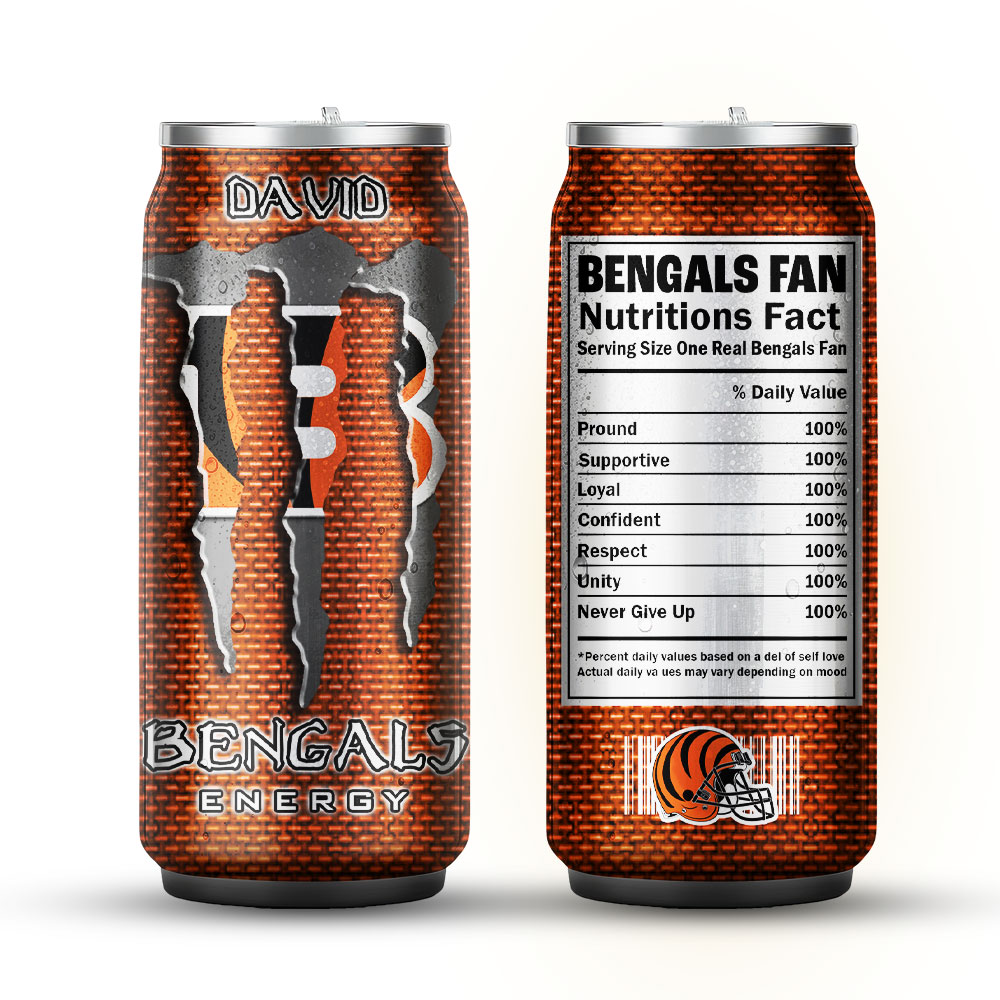 DAVID
BENGALS
ENERGY
BENGALS FAN
Nutritions Fact
Serving Size One Real Bengals Fan
% Daily Value
Pround 100%
Supportive 100%
Loyal 100%
Confident 100%
Respect 100%
Unity 100%
Never Give Up 100%
*Percent daily values based on a del of self love
Actual daily va ues may vary depending on mood